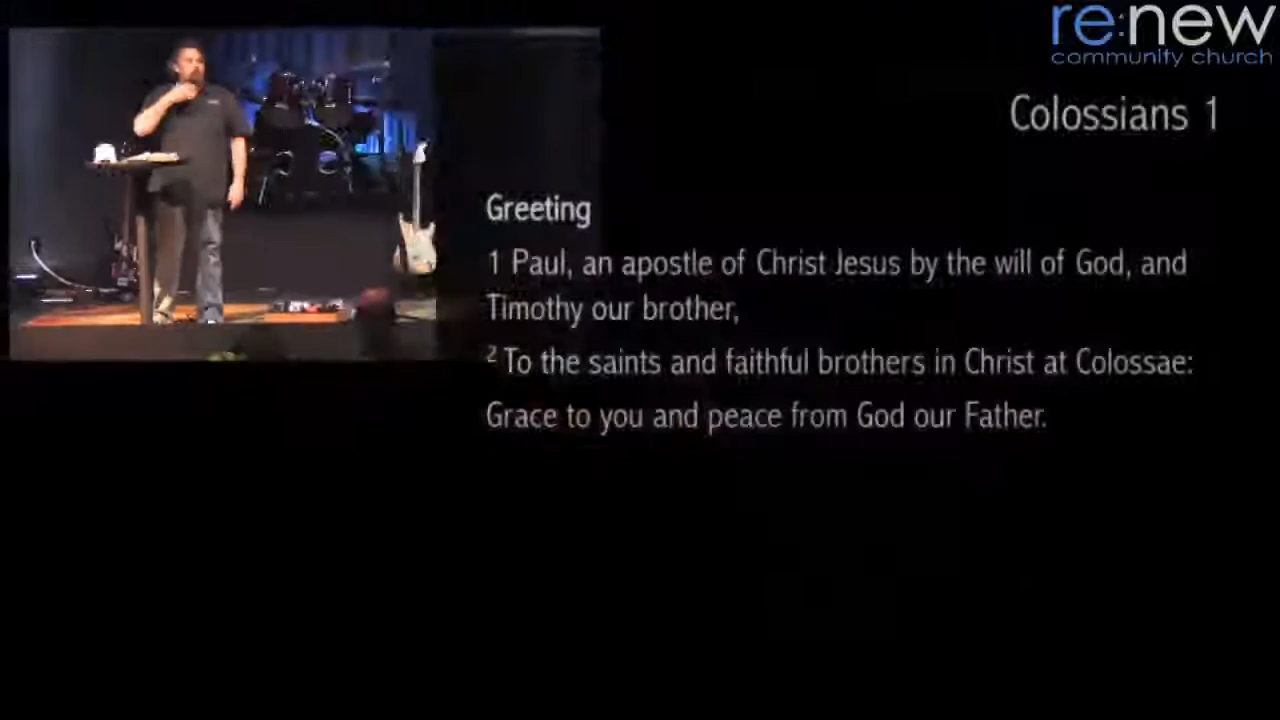 re:new
community church
Colossians 1
Greeting
1 Paul, an apostle of Christ Jesus by the will of God, and
Timothy our brother,
2 To the saints and faithful brothers in Christ at Colossae:
Grace to you and peace from God our Father.